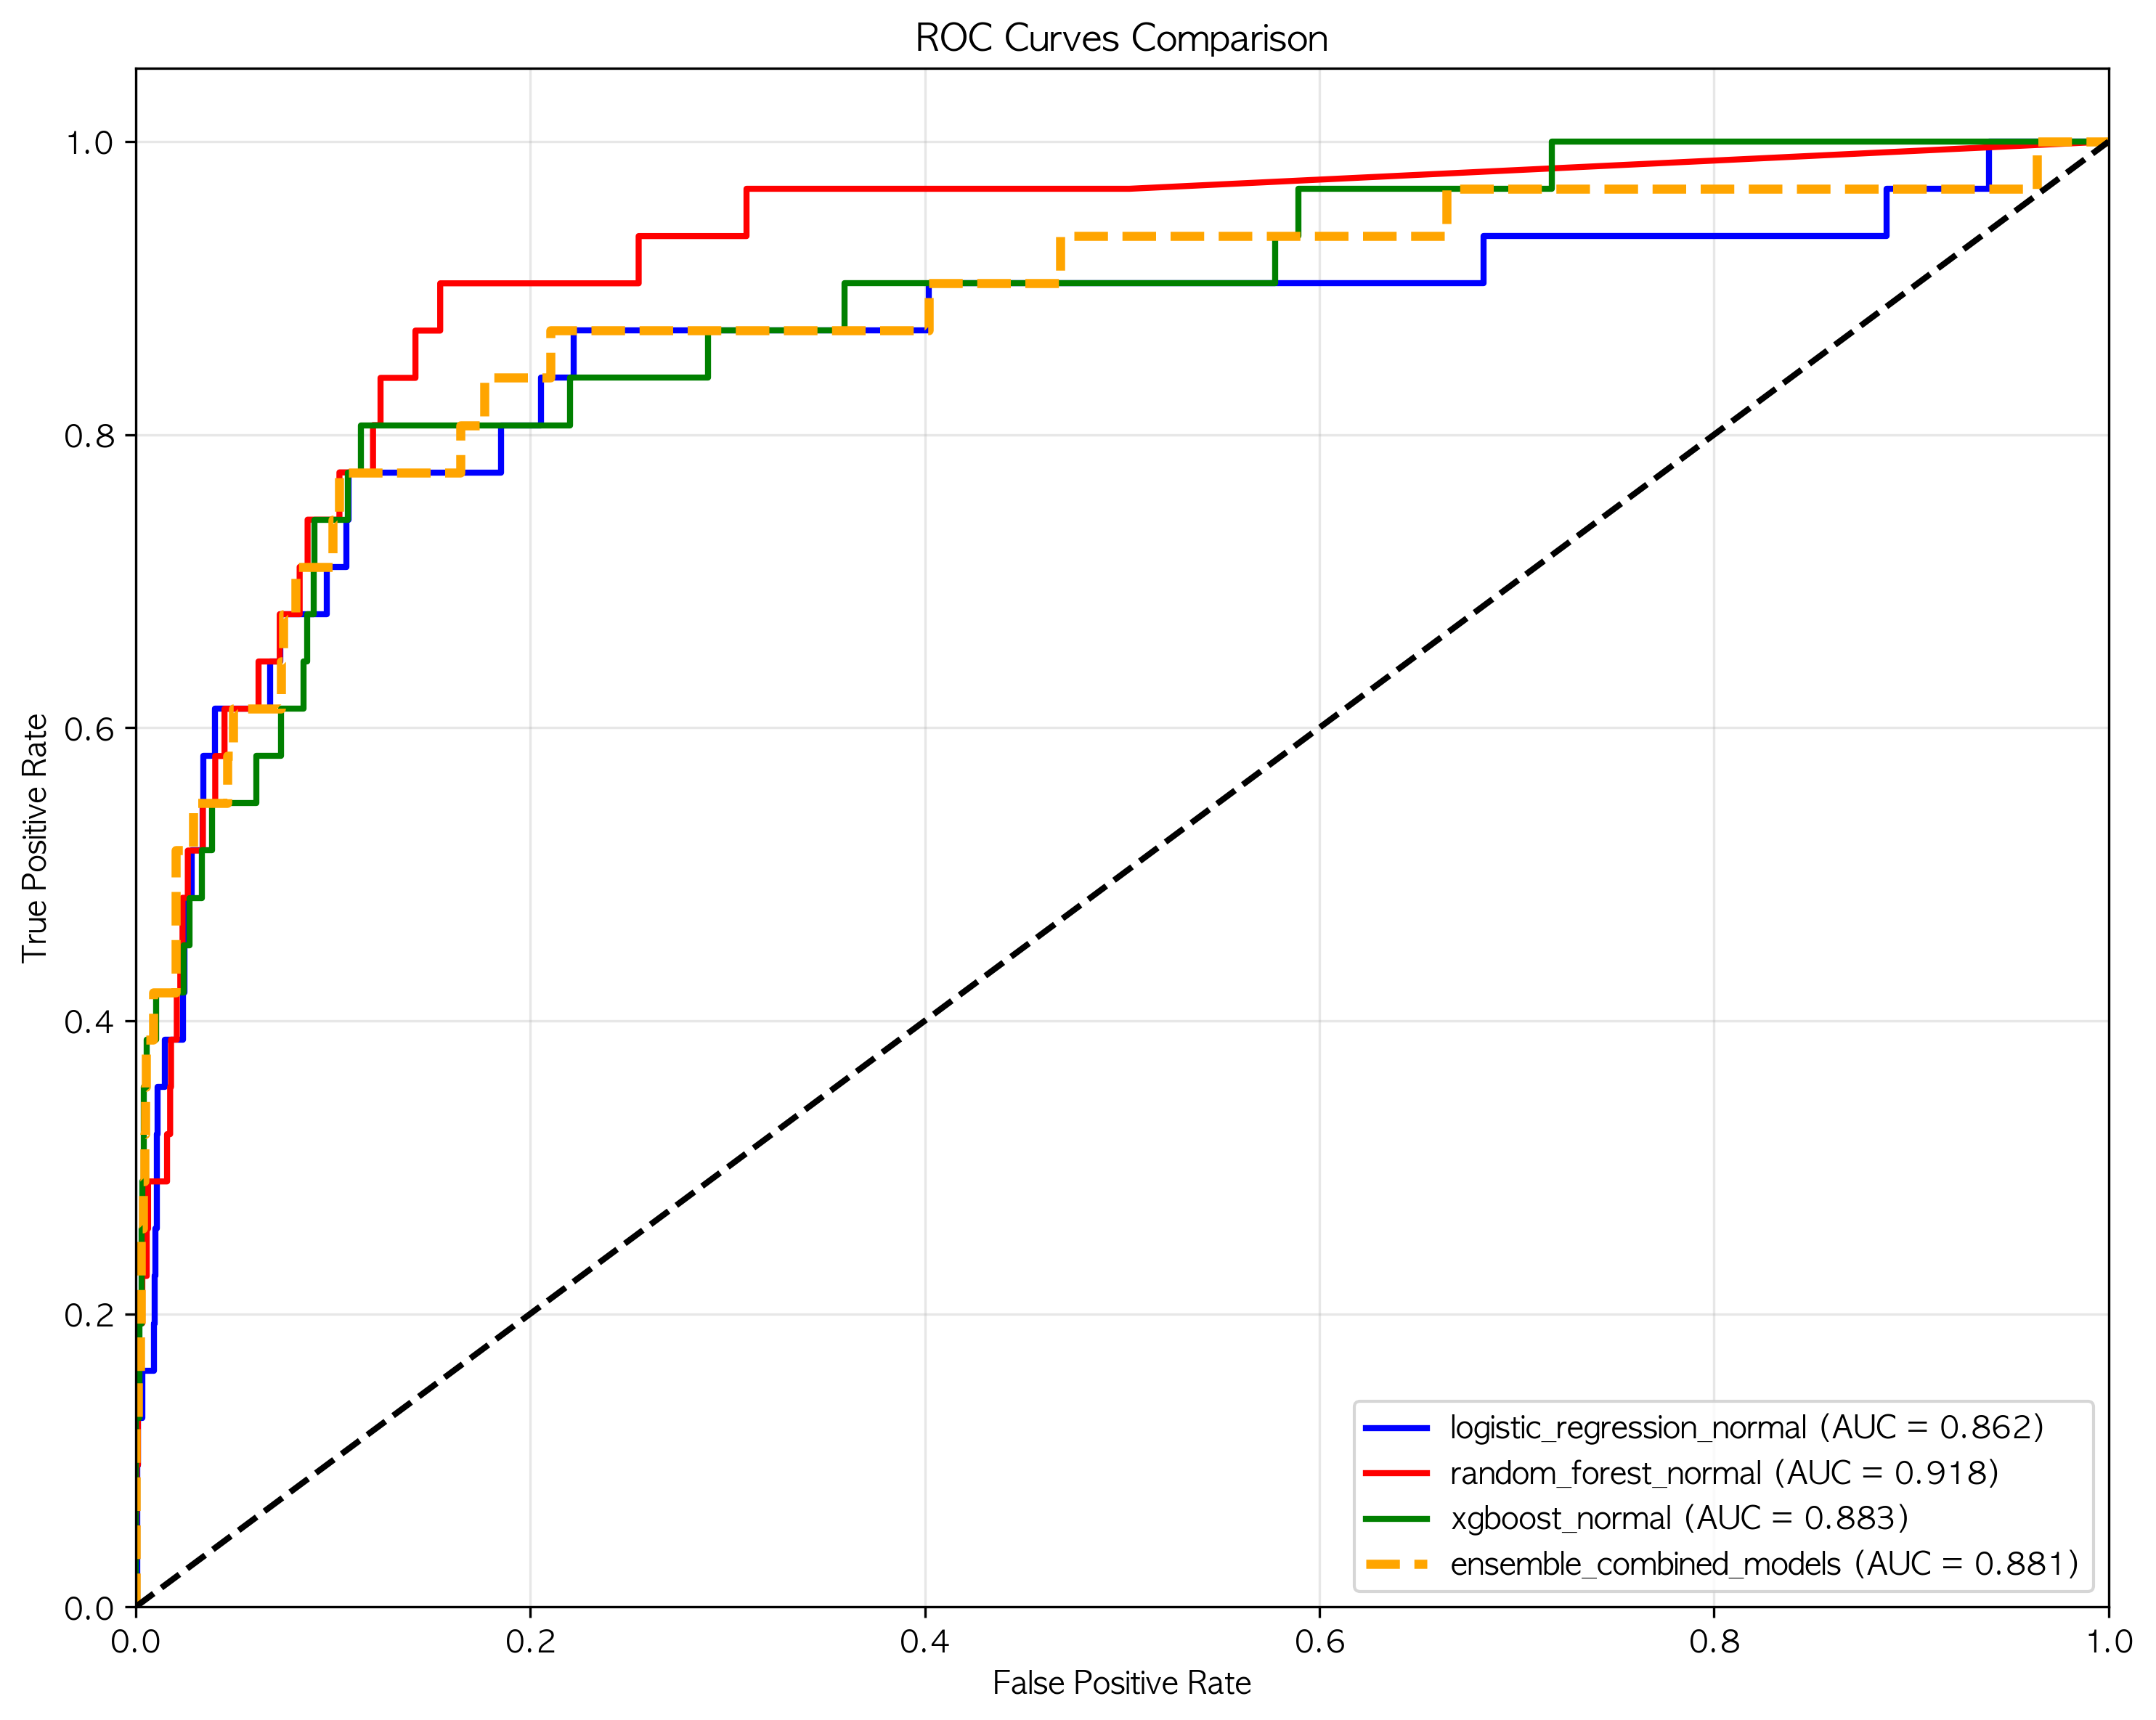 ROC Curves Comparison
1.0
0.8
0.6
0.4
0.2
0.0
True Positive Rate
0.0 0.2 0.4 0.6 0.8 1.0
False Positive Rate
logistic_regression_normal (AUC = 0.862)
random_forest_normal (AUC = 0.918)
xgboost_normal (AUC = 0.883)
ensemble_combined_models (AUC = 0.881)